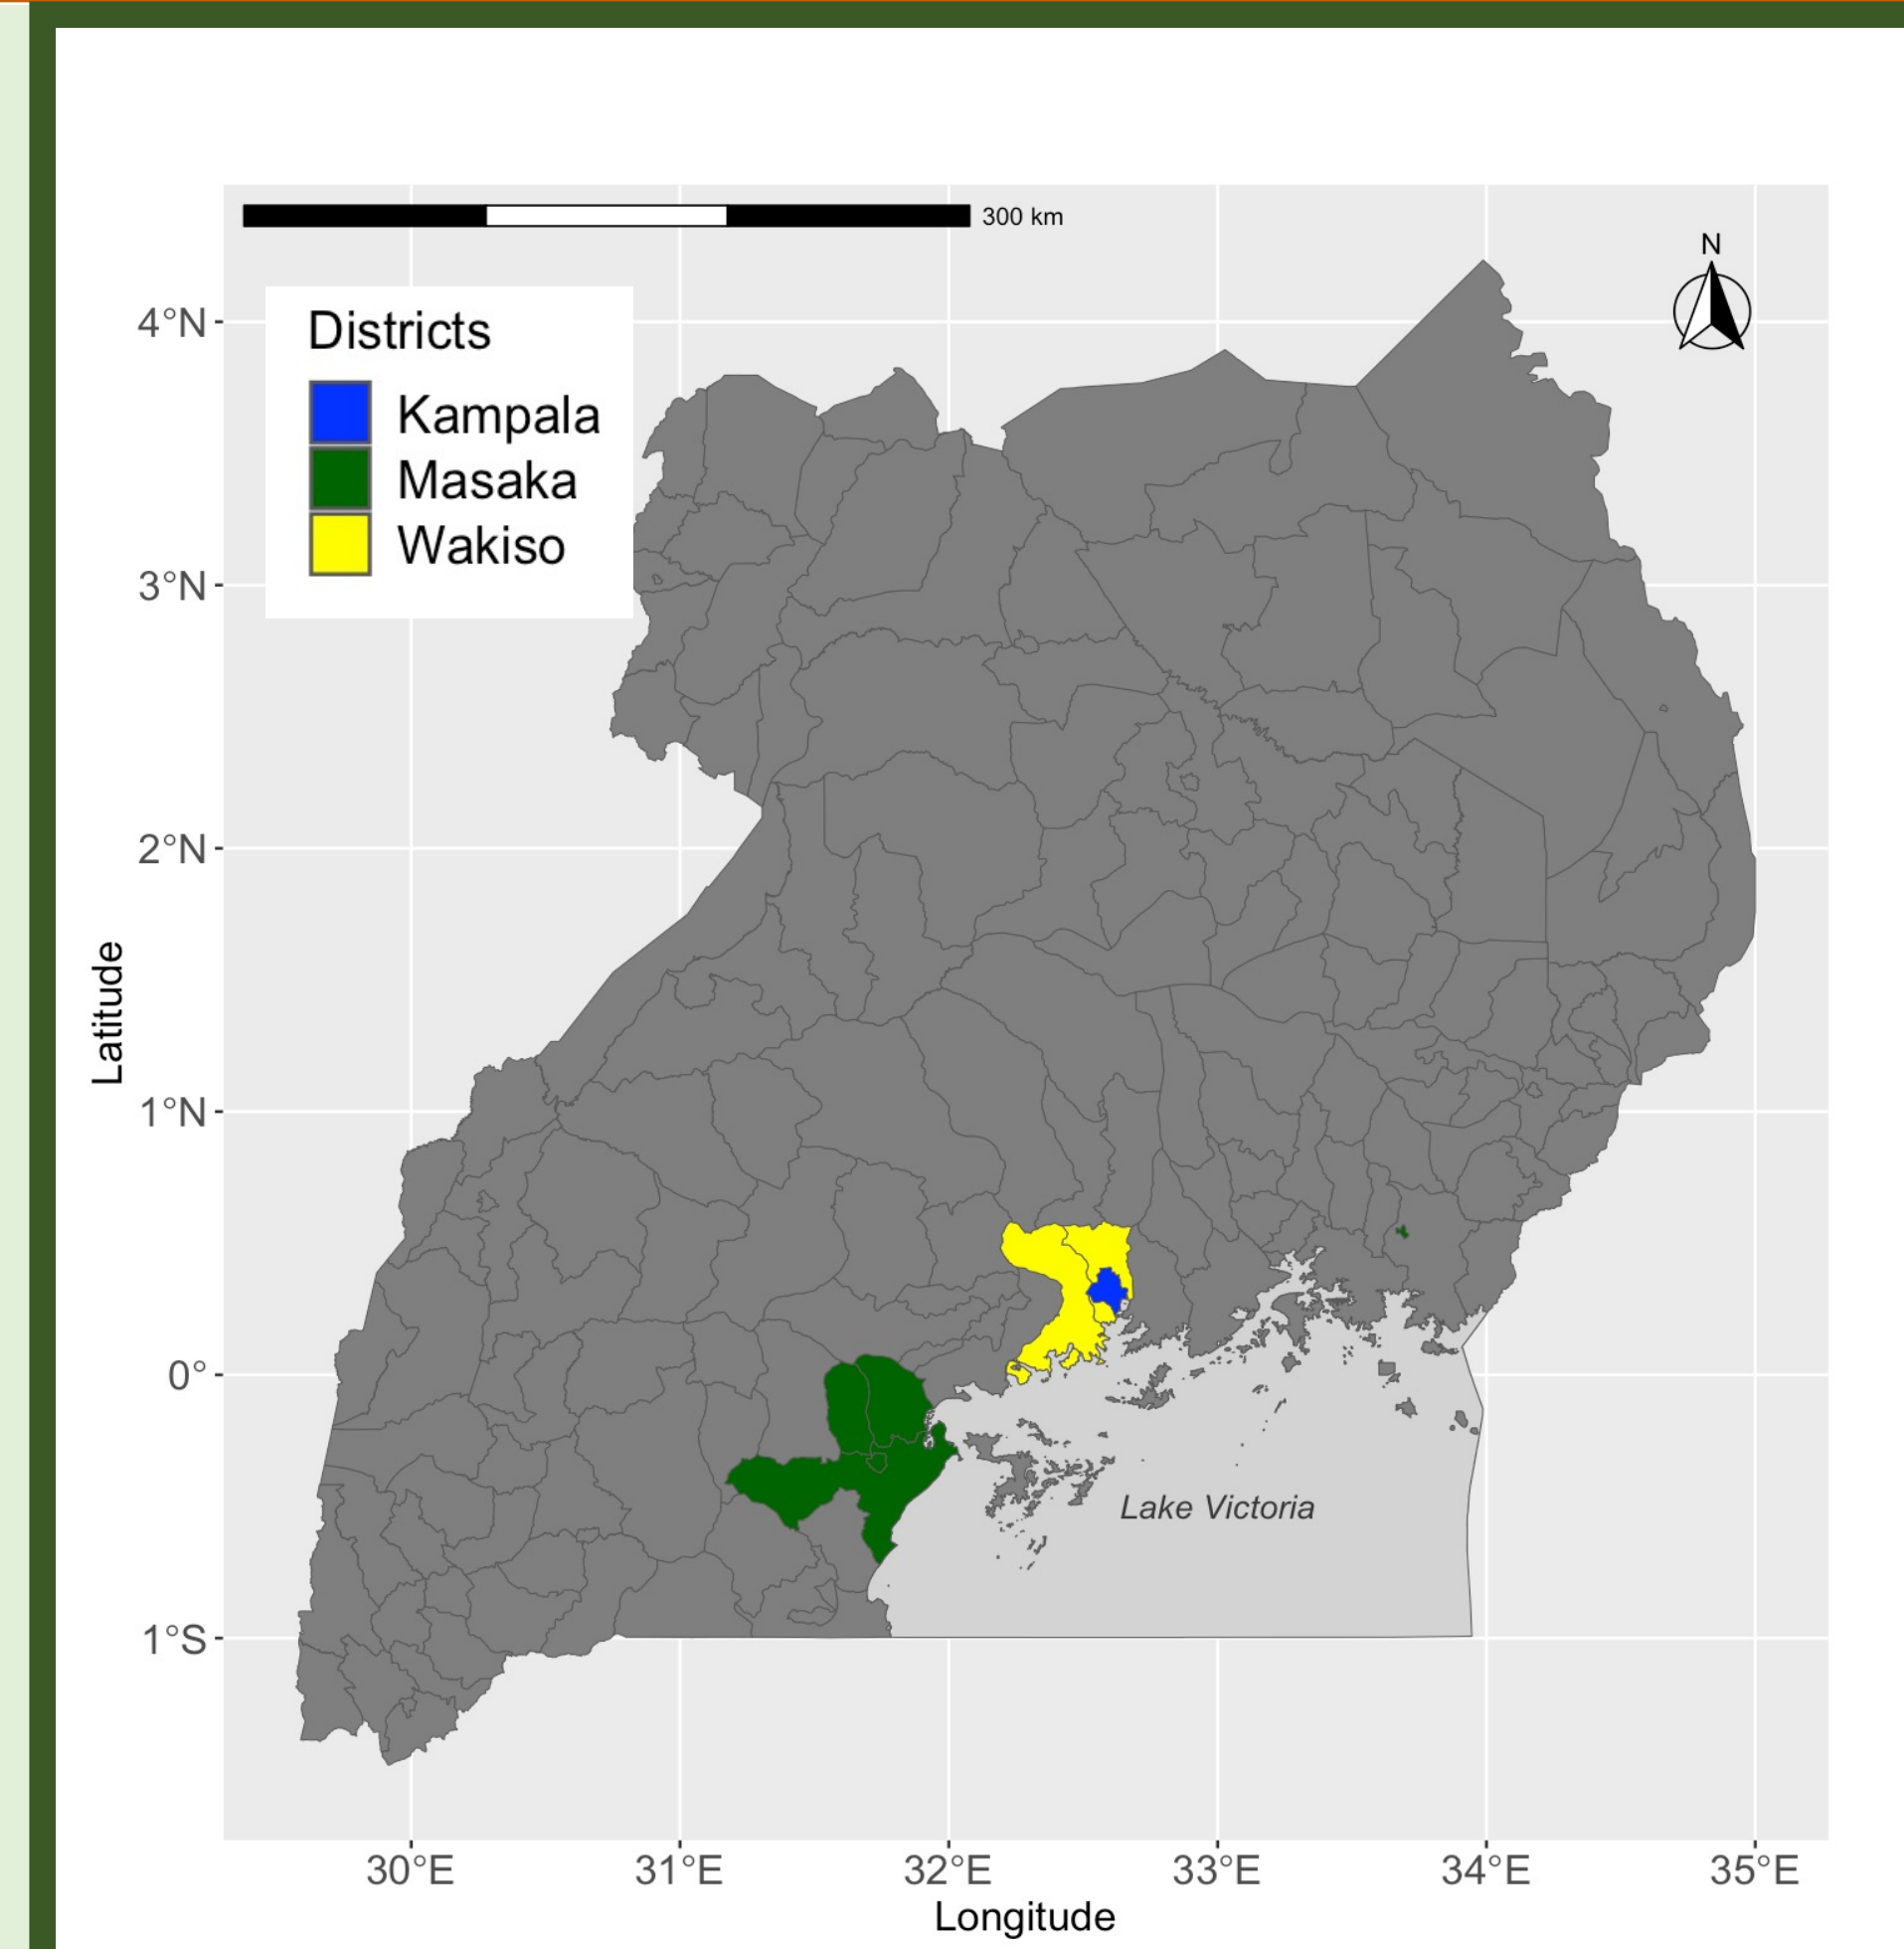 300 km
N
Districts
Kampala
Masaka
Wakiso
4°N
3°N
2°N
1°N
0°
1°S
Latitude
Lake Victoria
30°E
31°E
32°E
33°E
34°E
35°E
Longitude